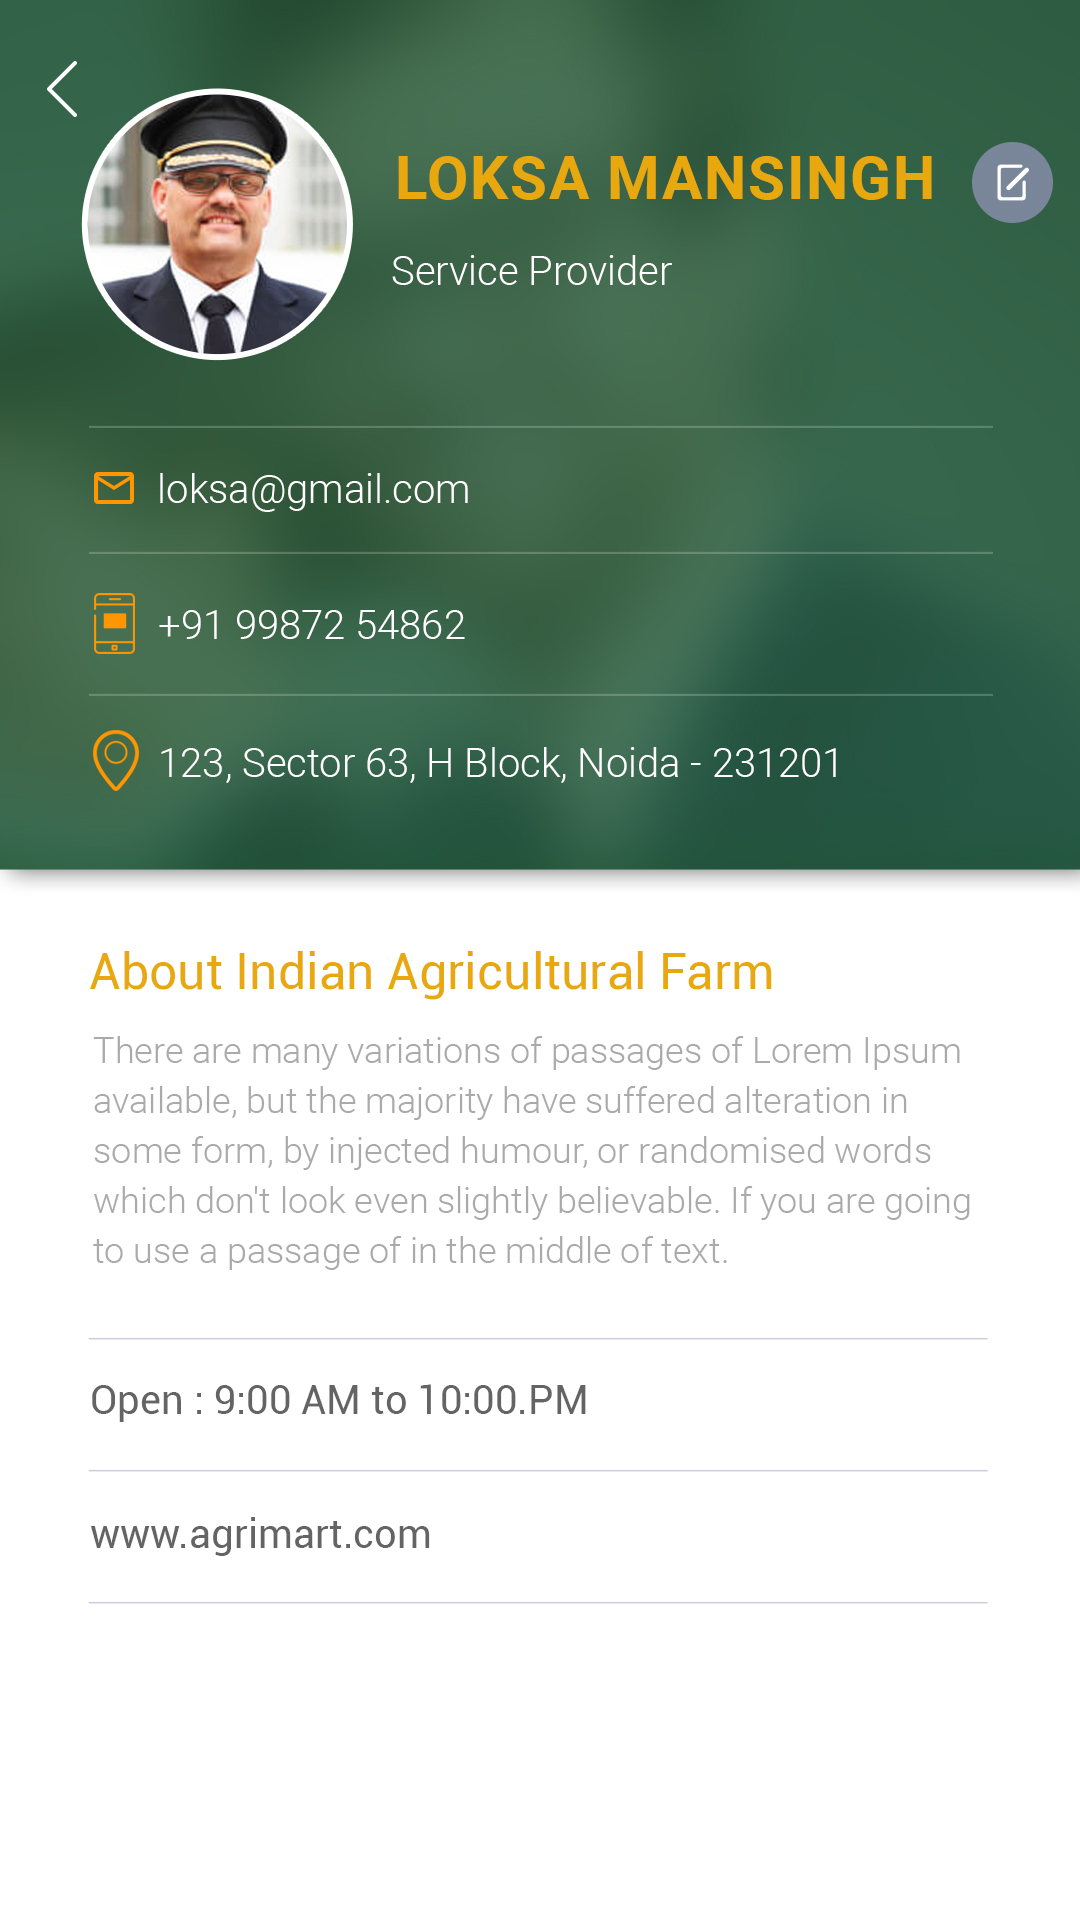 LOKSA MANSINGH
Service Provider
loksa@gmail.com
+91 99872 54862
123, Sector 63, H Block, Noida - 231201
About Indian Agricultural Farm
There are many variations of passages of Lorem Ipsum
available, but the majority have suffered alteration in
some form, by injected humour, or randomised words
which don't look even slightly believable. If you are going
to use a passage of in the middle of text.
Open : 9:00 AM to 10:00.PM
www.agrimart.com